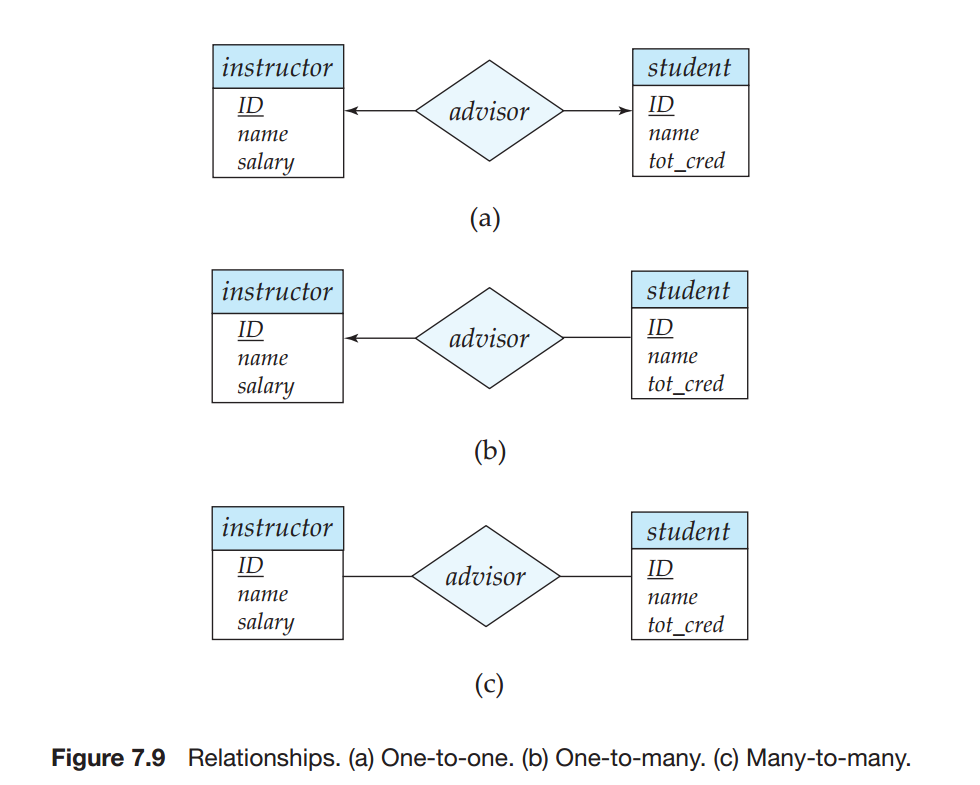 instructor
ID
name
salary
advisor
student
ID
name
tot_cred
(a)
instructor
ID
name
salary
advisor
student
ID
name
tot_cred
(b)
instructor
ID
name
salary
advisor
student
ID
name
tot_cred
(c)
Figure 7.9 Relationships. (a) One-to-one. (b) One-to-many. (c) Many-to-many.